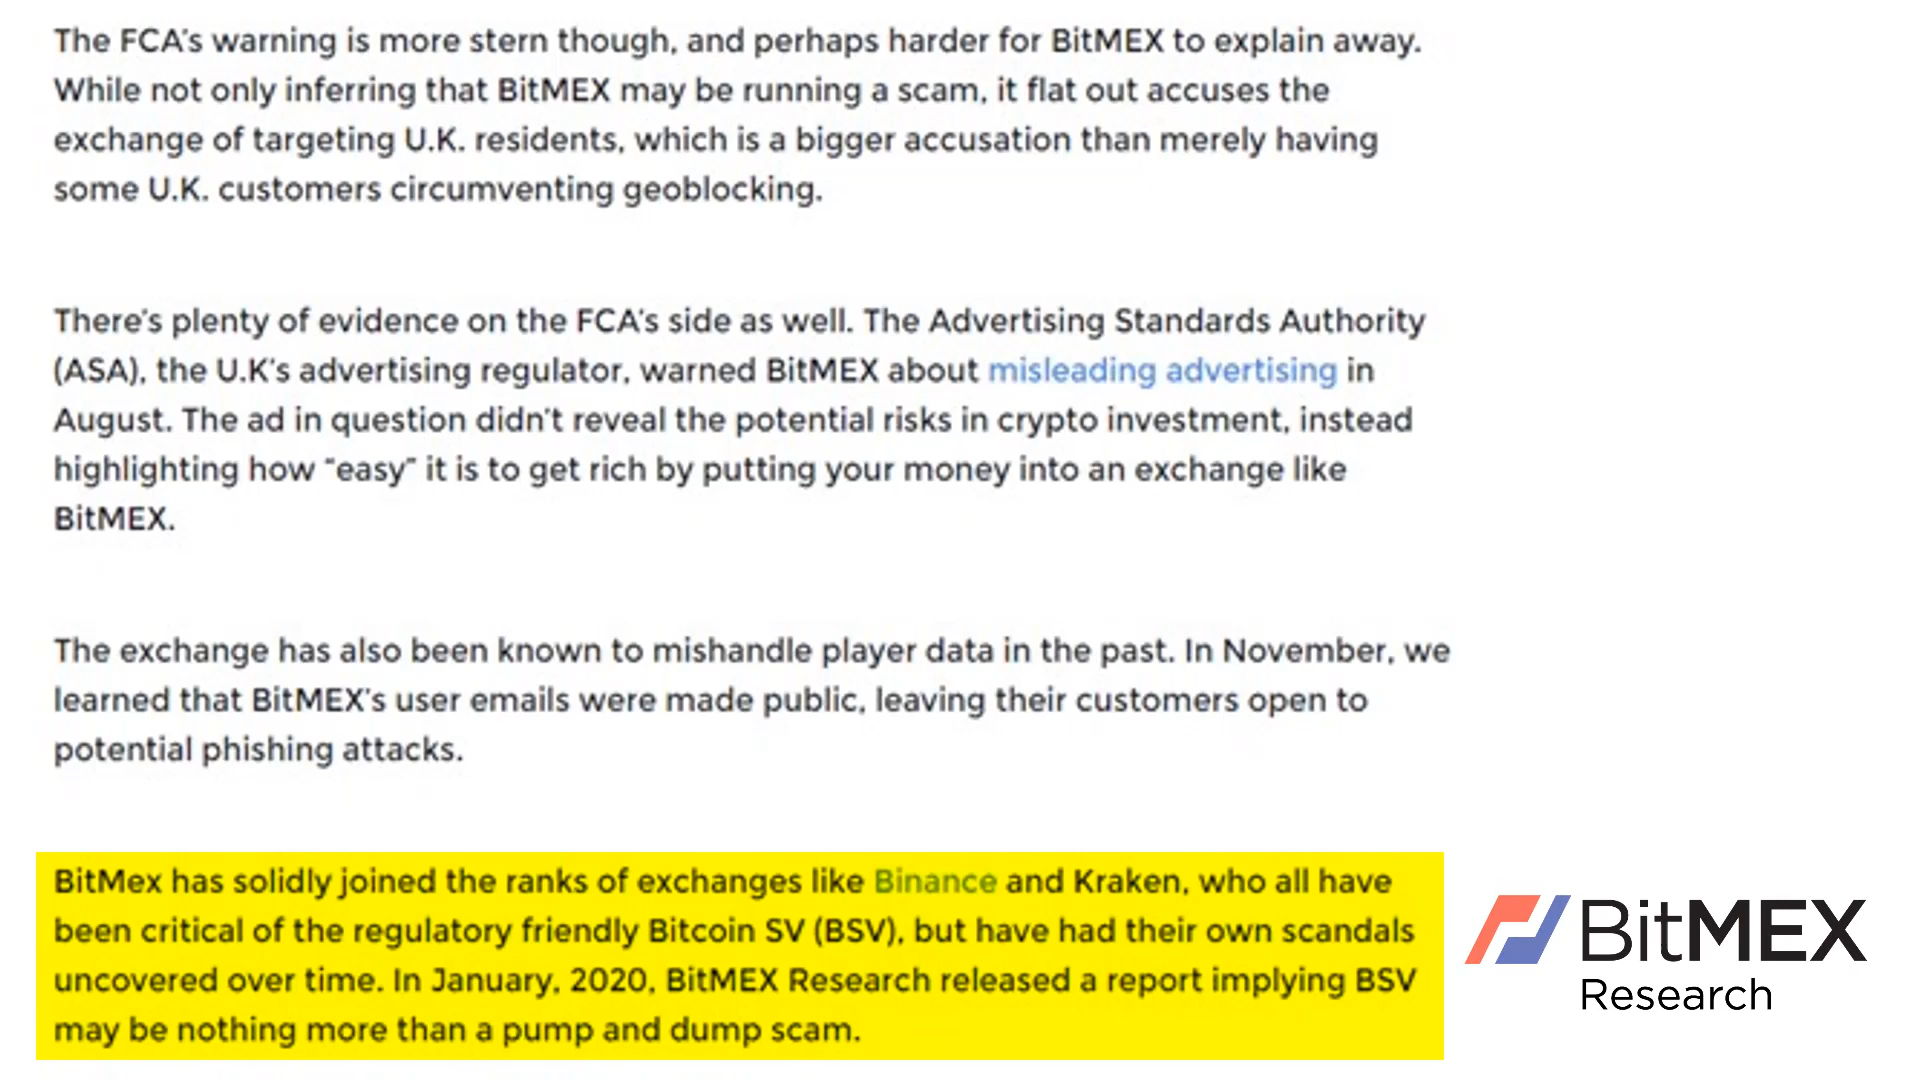 The FCA's warning is more stern though, and perhaps harder for BitMEX to explain away.
While not only inferring that BitMEX may be running a scam, it flat out accuses the
exchange of targeting U.K. residents, which is a bigger accusation than merely having
some U.K. customers circumventing geoblocking.
There's plenty of evidence on the FCA's side as well. The Advertising Standards Authority
(ASA), the U.K's advertising regulator, warned BitMEX about misleading advertising in
August. The ad in question didn't reveal the potential risks in crypto investment, instead
highlighting how "easy" it is to get rich by putting your money into an exchange like
BitMEX.
The exchange has also been known to mishandle player data in the past. In November, we
learned that BitMEX's user emails were made public, leaving their customers open to
potential phishing attacks.
BitMex has solidly joined the ranks of exchanges like Binance and Kraken, who all have
been critical of the regulatory friendly Bitcoin SV (BSV), but have had their own scandals
uncovered over time. In January, 2020, BitMEX Research released a report implying BSV
may be nothing more than a pump and dump scam.
BitMEX
Research